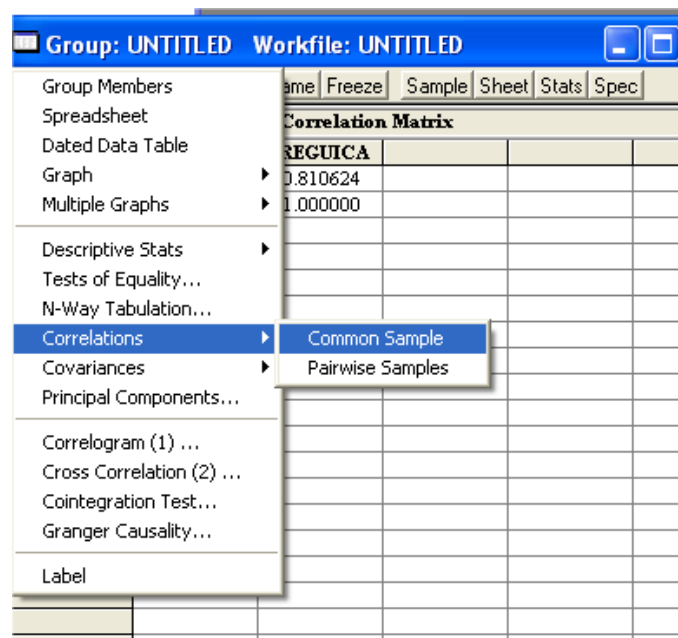 Group: UNTITLED Workfile: UNTITLED
ame Freeze Sample Sheet Stats Spec
Correlation Matrix
REGUICA
0.810624
1.000000
Group Members
Spreadsheet
Dated Data Table
Graph
Multiple Graphs
Descriptive Stats
Tests of Equality...
N-Way Tabulation...
Correlations
Common Sample
Covariances
Pairwise Samples
Principal Components...
Correlogram (1) ...
Cross Correlation (2) ...
Cointegration Test...
Granger Causality...
Label